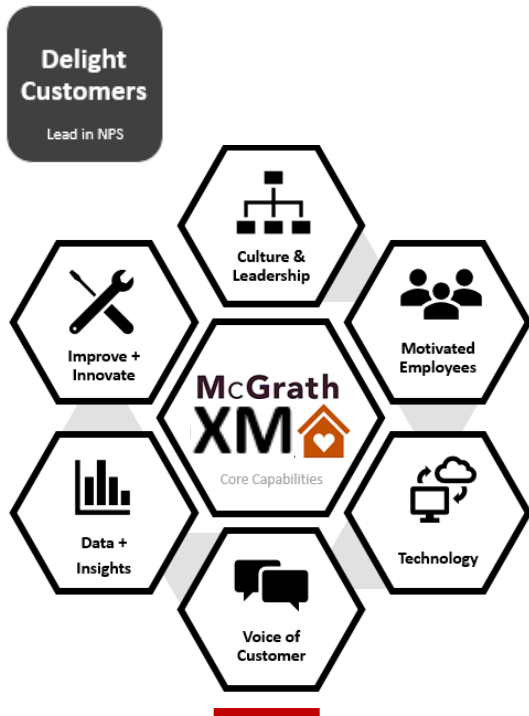 Delight
Customers
Lead in NPS
Culture &
Leadership
Improve +
Innovate
Motivated
Employees
McGrath
XM
Core Capabilities
Data +
Insights
Technology
Voice of
Customer